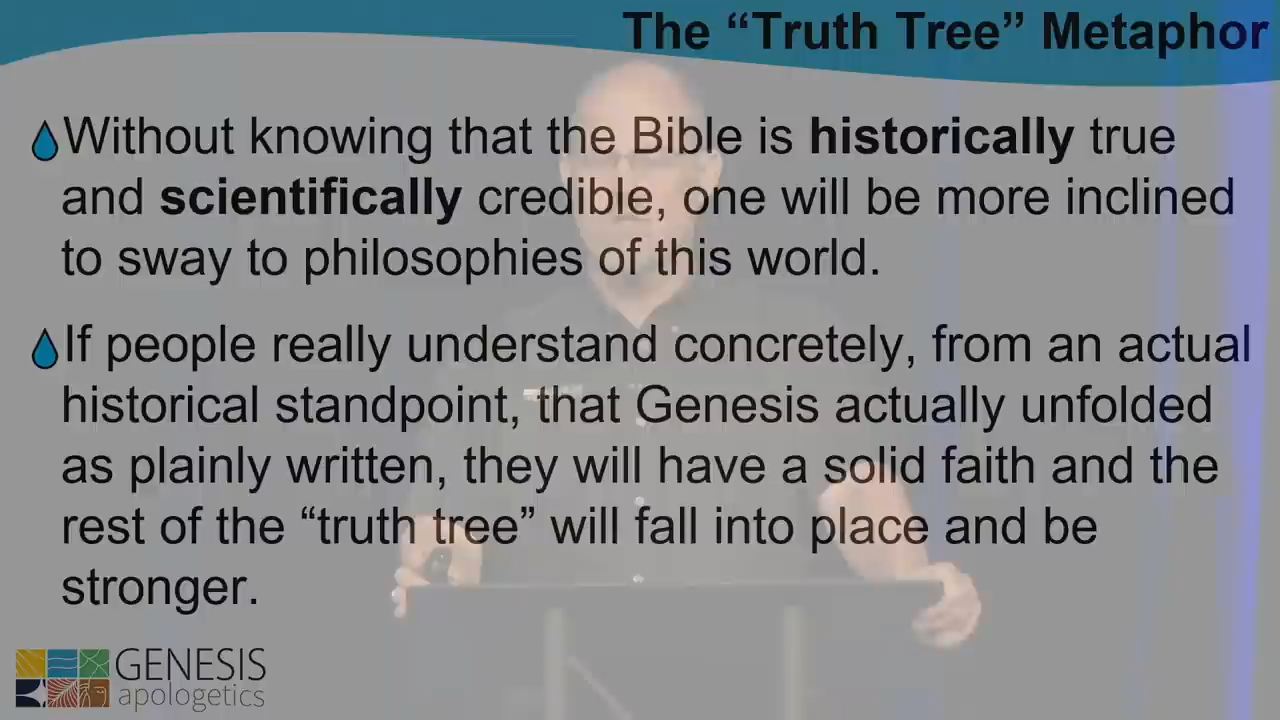 The “Truth Tree” Metaphor
Without knowing that the Bible is historically true
and scientifically credible, one will be more inclined
to sway to philosophies of this world.
If people really understand concretely, from an actual
historical standpoint, that Genesis actually unfolded
as plainly written, they will have a solid faith and the
rest of the “truth tree” will fall into place and be
stronger.
GENESIS
apologetics